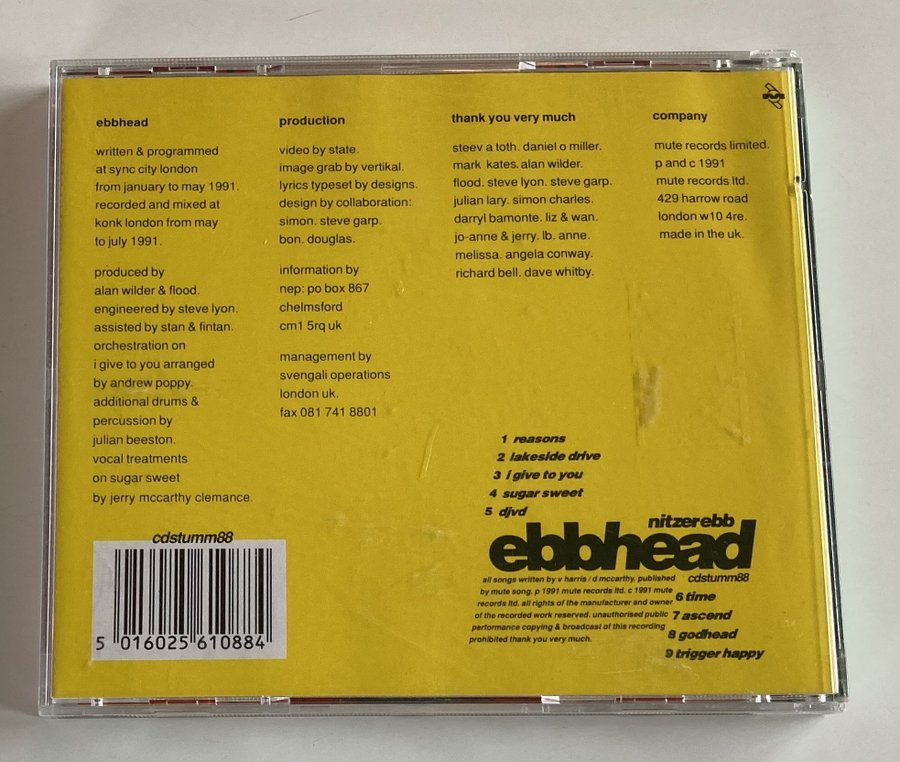 ebbhead
written & programmed
at sync city london
from january to may 1991.
recorded and mixed at
konk london from may
to july 1991.
produced by
alan wilder & flood.
engineered by steve lyon.
assisted by stan & fintan.
orchestration on
i give to you arranged
by andrew poppy.
additional drums &
percussion by
julian beeston.
vocal treatments
on sugar sweet
by jerry mccarthy clemance.
production
video by state.
image grab by vertikal.
lyrics typeset by designs.
design by collaboration:
simon. steve garp.
bon. douglas.
information by
nep: po box 867
chelmsford
cm1 5rq uk
management by
svengali operations
london uk.
fax 081 741 8801
thank you very much
steev a toth. daniel o miller.
mark kates. alan wilder.
flood. steve lyon. steve garp.
julian lary. simon charles.
darryl bamonte. liz & wan.
jo-anne & jerry. lb. anne.
melissa. angela conway.
richard bell. dave whitby.
company
mute records limited.
p and c 1991
mute records ltd.
429 harrow road
london w10 4re.
made in the uk.
cdstumm88
5 016025 610884
1 reasons
2 lakeside drive
3 i give to you
4 sugar sweet
5 djvd
nitzerebb
ebbhead
cdstumm88
all songs written by v harris / d mccarthy. published
by mute song. p 1991 mute records ltd. c 1991 mute
records ltd. all rights of the manufacturer and owner
of the recorded work reserved. unauthorised public
performance copying & broadcast of this recording
prohibited thank you very much.
6 time
7 ascend
8 godhead
9 trigger happy